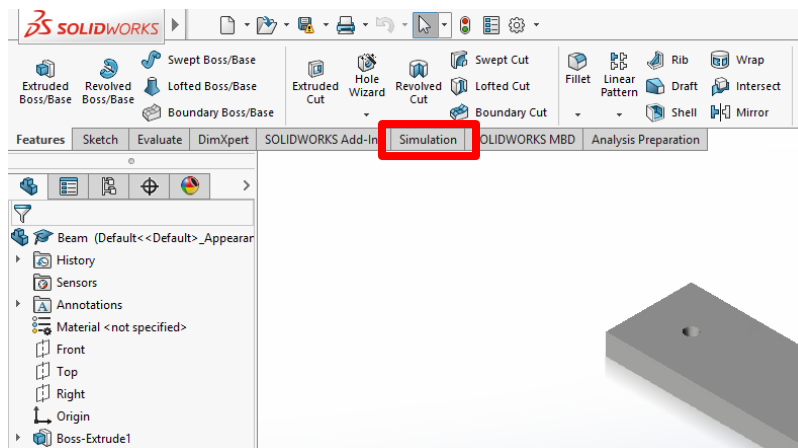 SOLIDWORKS
Extruded Boss/Base
Revolved Boss/Base
Swept Boss/Base
Lofted Boss/Base
Boundary Boss/Base
Extruded Cut
Hole Wizard
Revolved Cut
Swept Cut
Lofted Cut
Boundary Cut
Fillet
Linear Pattern
Rib
Draft
Shell
Wrap
Intersect
Mirror
Features Sketch Evaluate DimXpert SOLIDWORKS Add-In Simulation SOLIDWORKS MBD Analysis Preparation
Beam (Default<<Default>_Appearar
History
Sensors
Annotations
Material <not specified>
Front
Top
Right
Origin
Boss-Extrude1